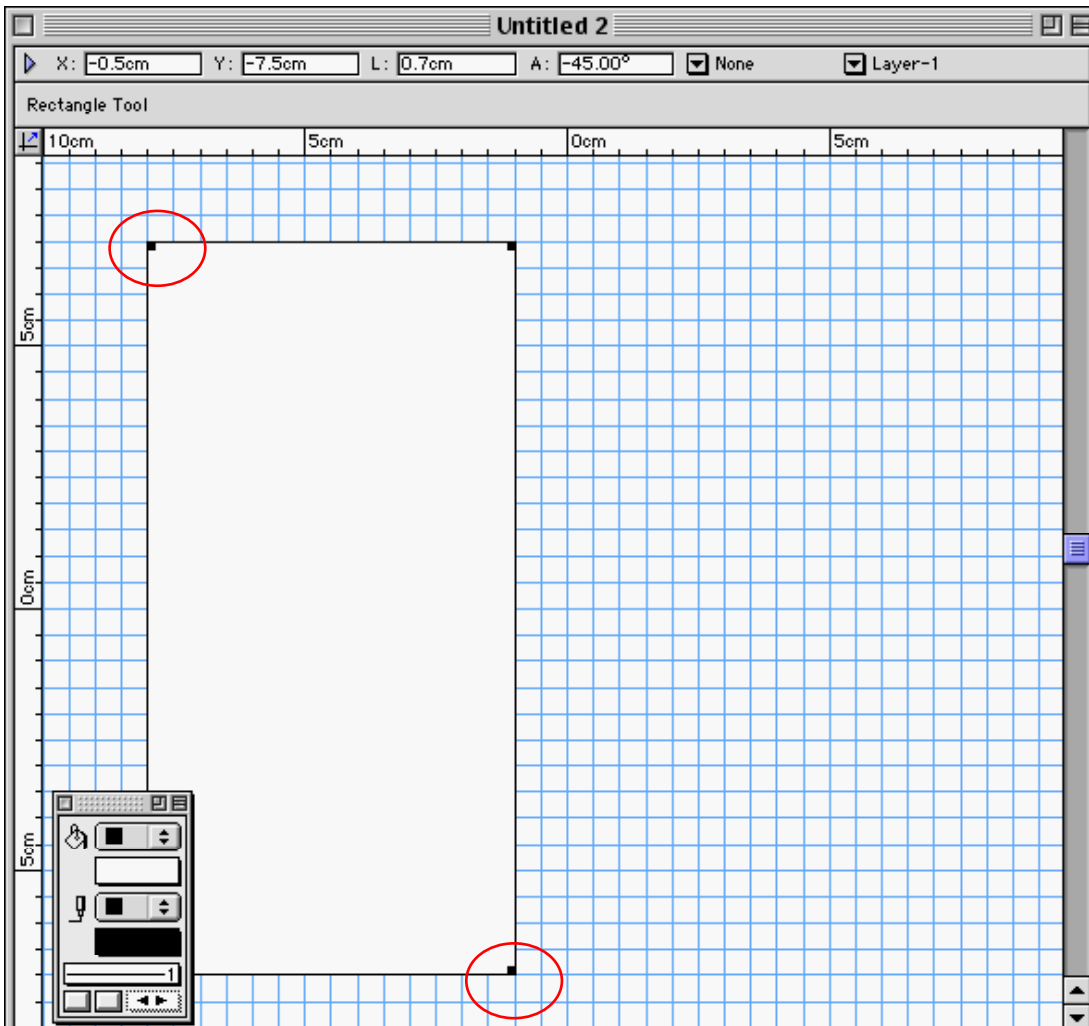 Untitled 2
X: -0.5cm Y: -7.5cm L: 0.7cm A: -45.00° None Layer-1
Rectangle Tool
10cm 5cm 0cm 5cm
5cm
0cm
5cm
1